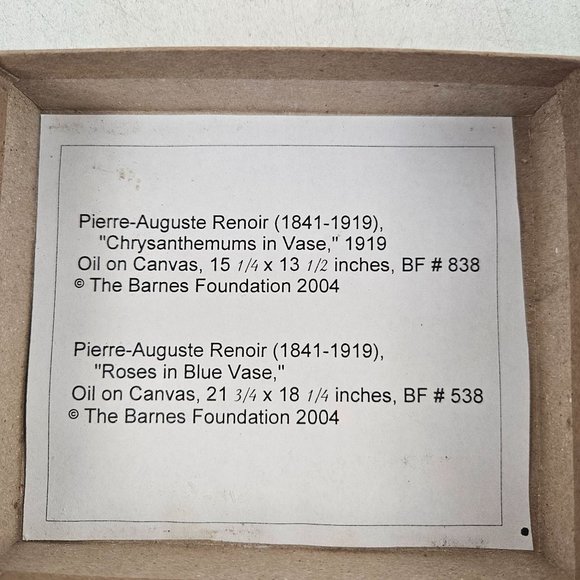 Pierre-Auguste Renoir (1841-1919),
"Chrysanthemums in Vase," 1919
Oil on Canvas, 15 1/4 x 13 1/2 inches, BF # 838
© The Barnes Foundation 2004
Pierre-Auguste Renoir (1841-1919),
"Roses in Blue Vase,"
Oil on Canvas, 21 3/4 x 18 1/4 inches, BF # 538
© The Barnes Foundation 2004